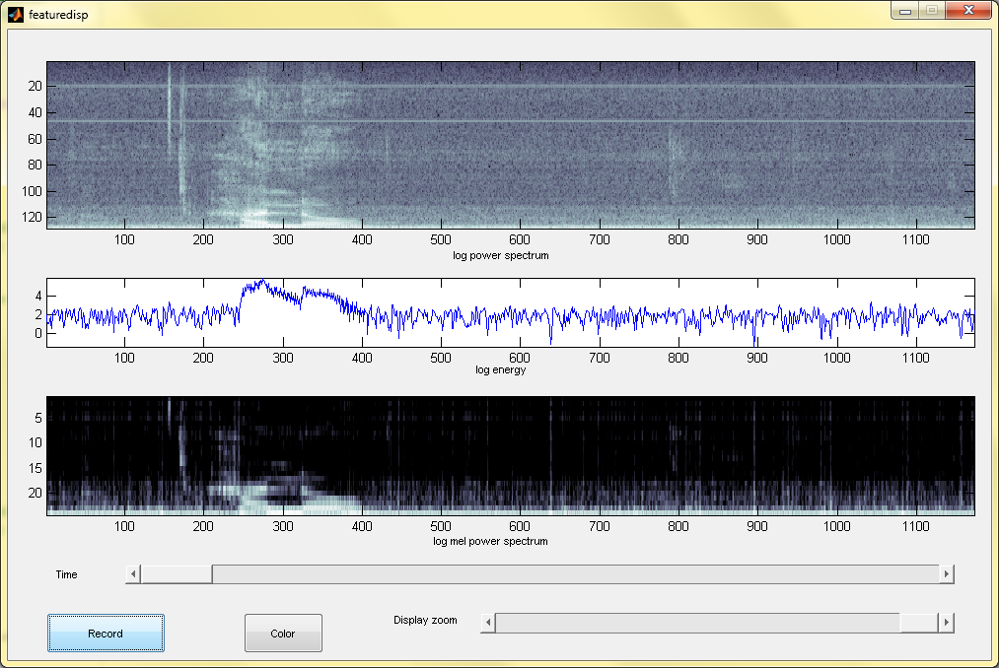 featuredisp
20
40
60
80
100
120
100 200 300 400 500 600 700 800 900 1000 1100
log power spectrum
4
2
0
100 200 300 400 500 600 700 800 900 1000 1100
log energy
5
10
15
20
100 200 300 400 500 600 700 800 900 1000 1100
log mel power spectrum
Time
Display zoom
Record Color